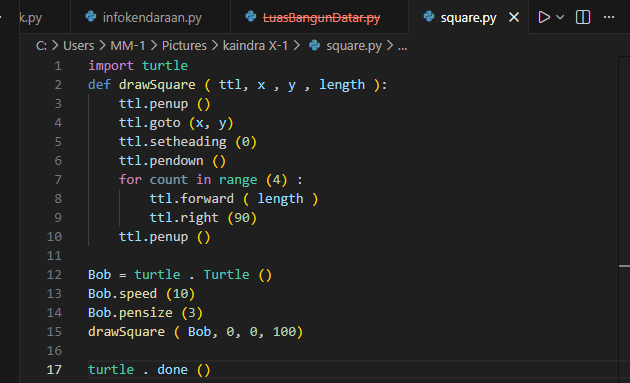 k.py infokendaraan.py LuasBangunDatar.py square.py
C: > Users > MM-1 > Pictures > kaindra X-1 > square.py > ...
1 import turtle
2 def drawSquare ( ttl, x , y , length ):
3 ttl.penup ()
4 ttl.goto (x, y)
5 ttl.setheading (0)
6 ttl.pendown ()
7 for count in range (4) :
8 ttl.forward ( length )
9 ttl.right (90)
10 ttl.penup ()
11
12 Bob = turtle . Turtle ()
13 Bob.speed (10)
14 Bob.pensize (3)
15 drawSquare ( Bob, 0, 0, 100)
16
17 turtle . done ()